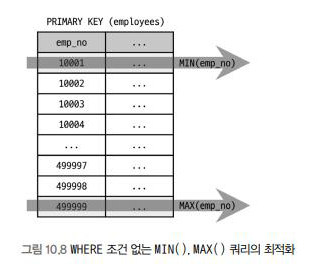 PRIMARY KEY (employees)
emp_no ...
10001 ... MIN(emp_no)
10002 ...
10003 ...
10004 ...
... ...
499997 ...
499998 ...
499999 ... MAX(emp_no)
그림 10.8 WHERE 조건 없는 MIN(), MAX() 쿼리의 최적화